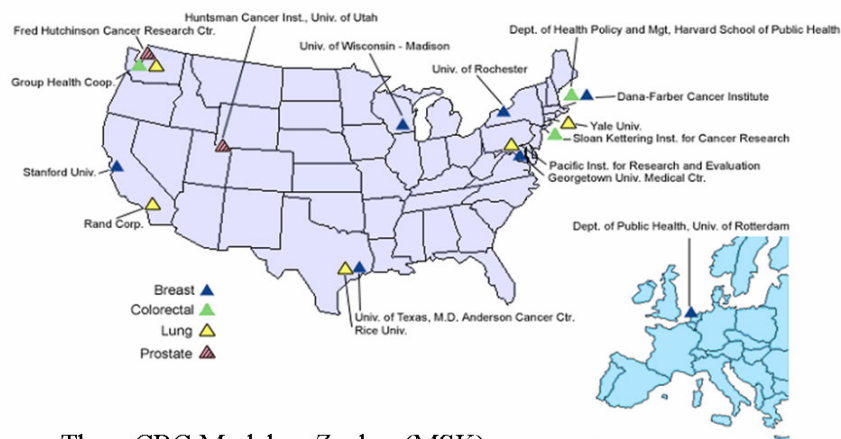 Huntsman Cancer Inst., Univ. of Utah
Fred Hutchinson Cancer Research Ctr.
Dept. of Health Policy and Mgt, Harvard School of Public Health
Univ. of Wisconsin - Madison
Univ. of Rochester
Group Health Coop.
Dana-Farber Cancer Institute
Yale Univ.
Sloan Kettering Inst. for Cancer Research
Stanford Univ.
Pacific Inst. for Research and Evaluation
Georgetown Univ. Medical Ctr.
Rand Corp.
Dept. of Public Health, Univ. of Rotterdam
Breast
Colorectal
Lung
Prostate
Univ. of Texas, M.D. Anderson Cancer Ctr.
Rice Univ.